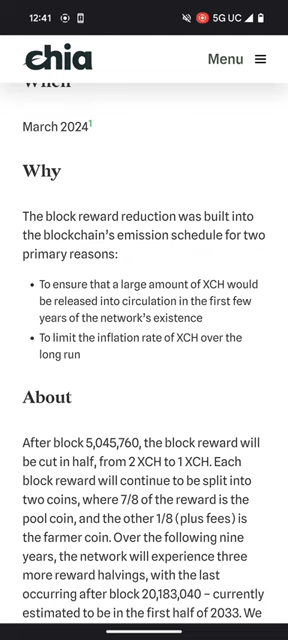 12:41
5G UC
chia
Menu
When
March 2024¹
Why
The block reward reduction was built into
the blockchain's emission schedule for two
primary reasons:
• To ensure that a large amount of XCH would
be released into circulation in the first few
years of the network's existence
• To limit the inflation rate of XCH over the
long run
About
After block 5,045,760, the block reward will
be cut in half, from 2 XCH to 1 XCH. Each
block reward will continue to be split into
two coins, where 7/8 of the reward is the
pool coin, and the other 1/8 (plus fees) is
the farmer coin. Over the following nine
years, the network will experience three
more reward halvings, with the last
occurring after block 20,183,040 – currently
estimated to be in the first half of 2033. We